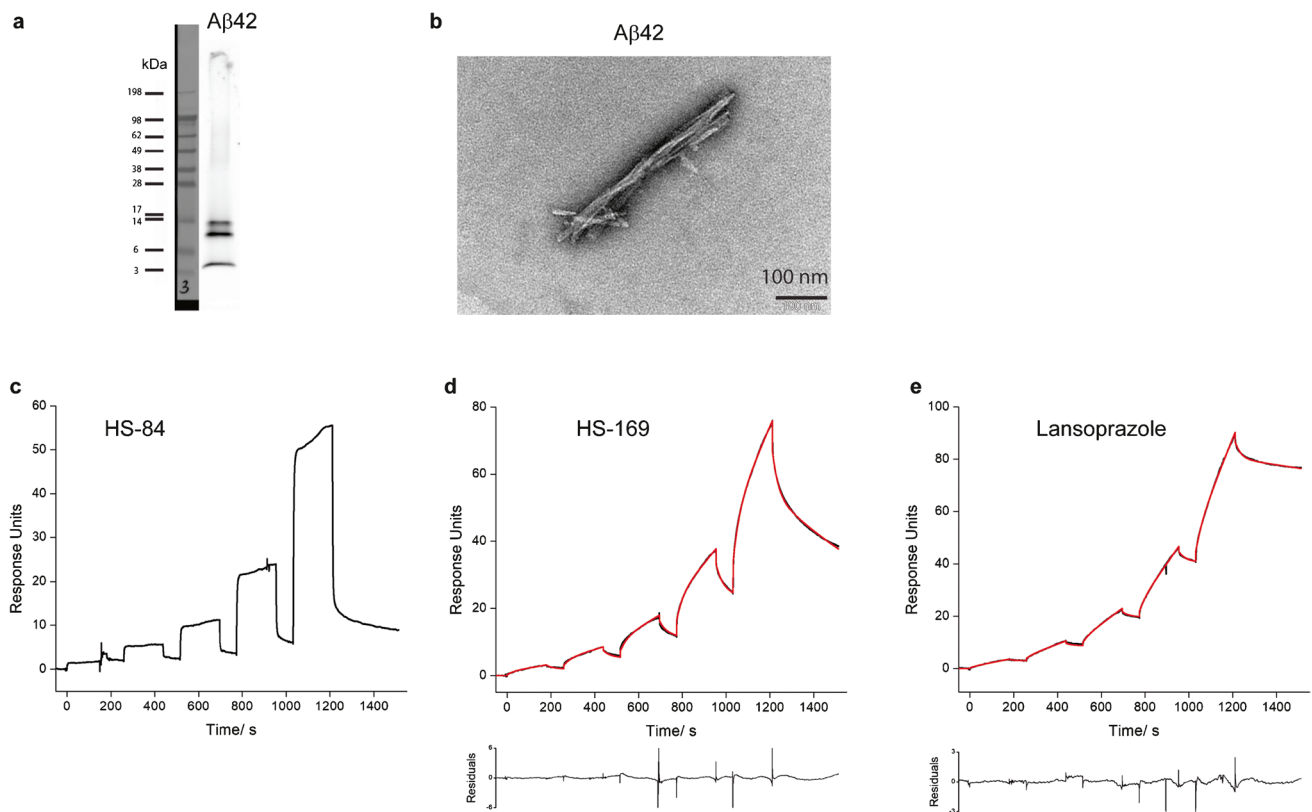 a
Aβ42
kDa
198
98
62
49
38
28
17
14
6
3
3
b
Aβ42
100 nm
100 nm
c
HS-84
60
50
40
30
20
10
0
Response Units
0 200 400 600 800 1000 1200 1400
Time/ s
d
HS-169
80
60
40
20
0
Response Units
0 200 400 600 800 1000 1200 1400
Time/ s
6
0
-6
Residuals
e
Lansoprazole
100
80
60
40
20
0
Response Units
0 200 400 600 800 1000 1200 1400
Time/ s
3
0
-3
Residuals